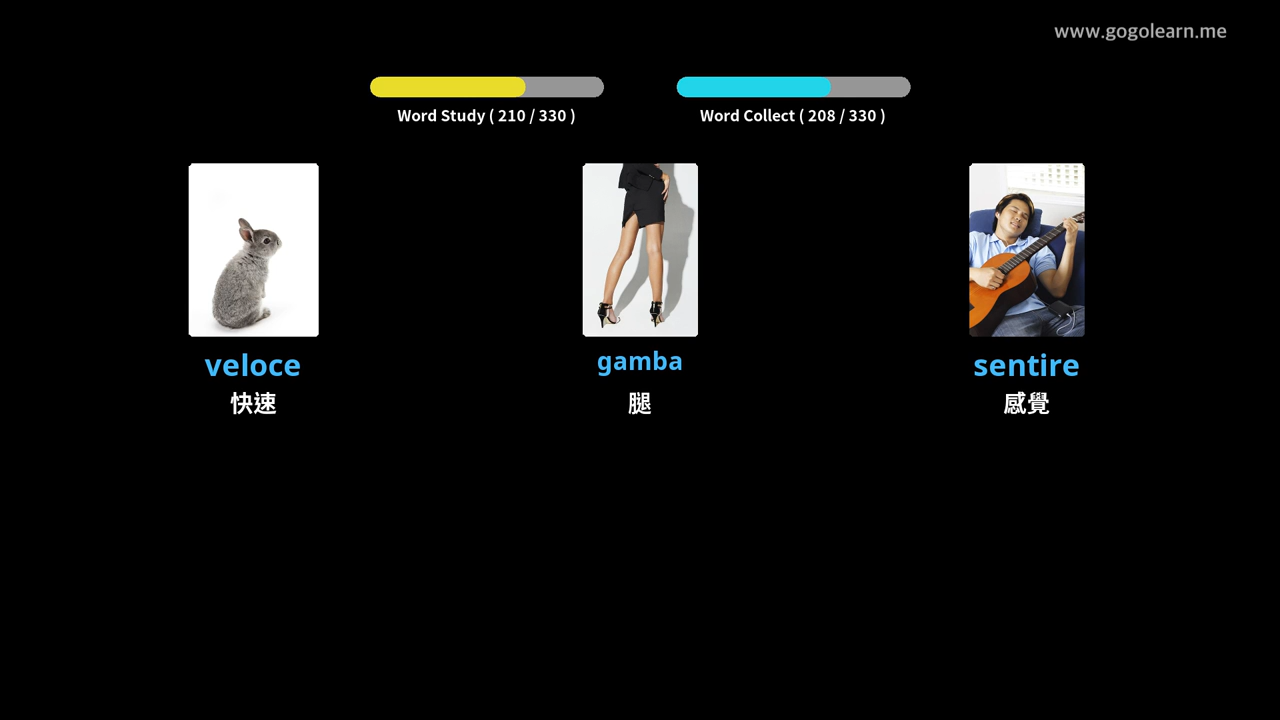 www.gogolearn.me
Word Study ( 210 / 330 )
Word Collect ( 208 / 330 )
veloce
gamba
sentire
快速
腿
感覺